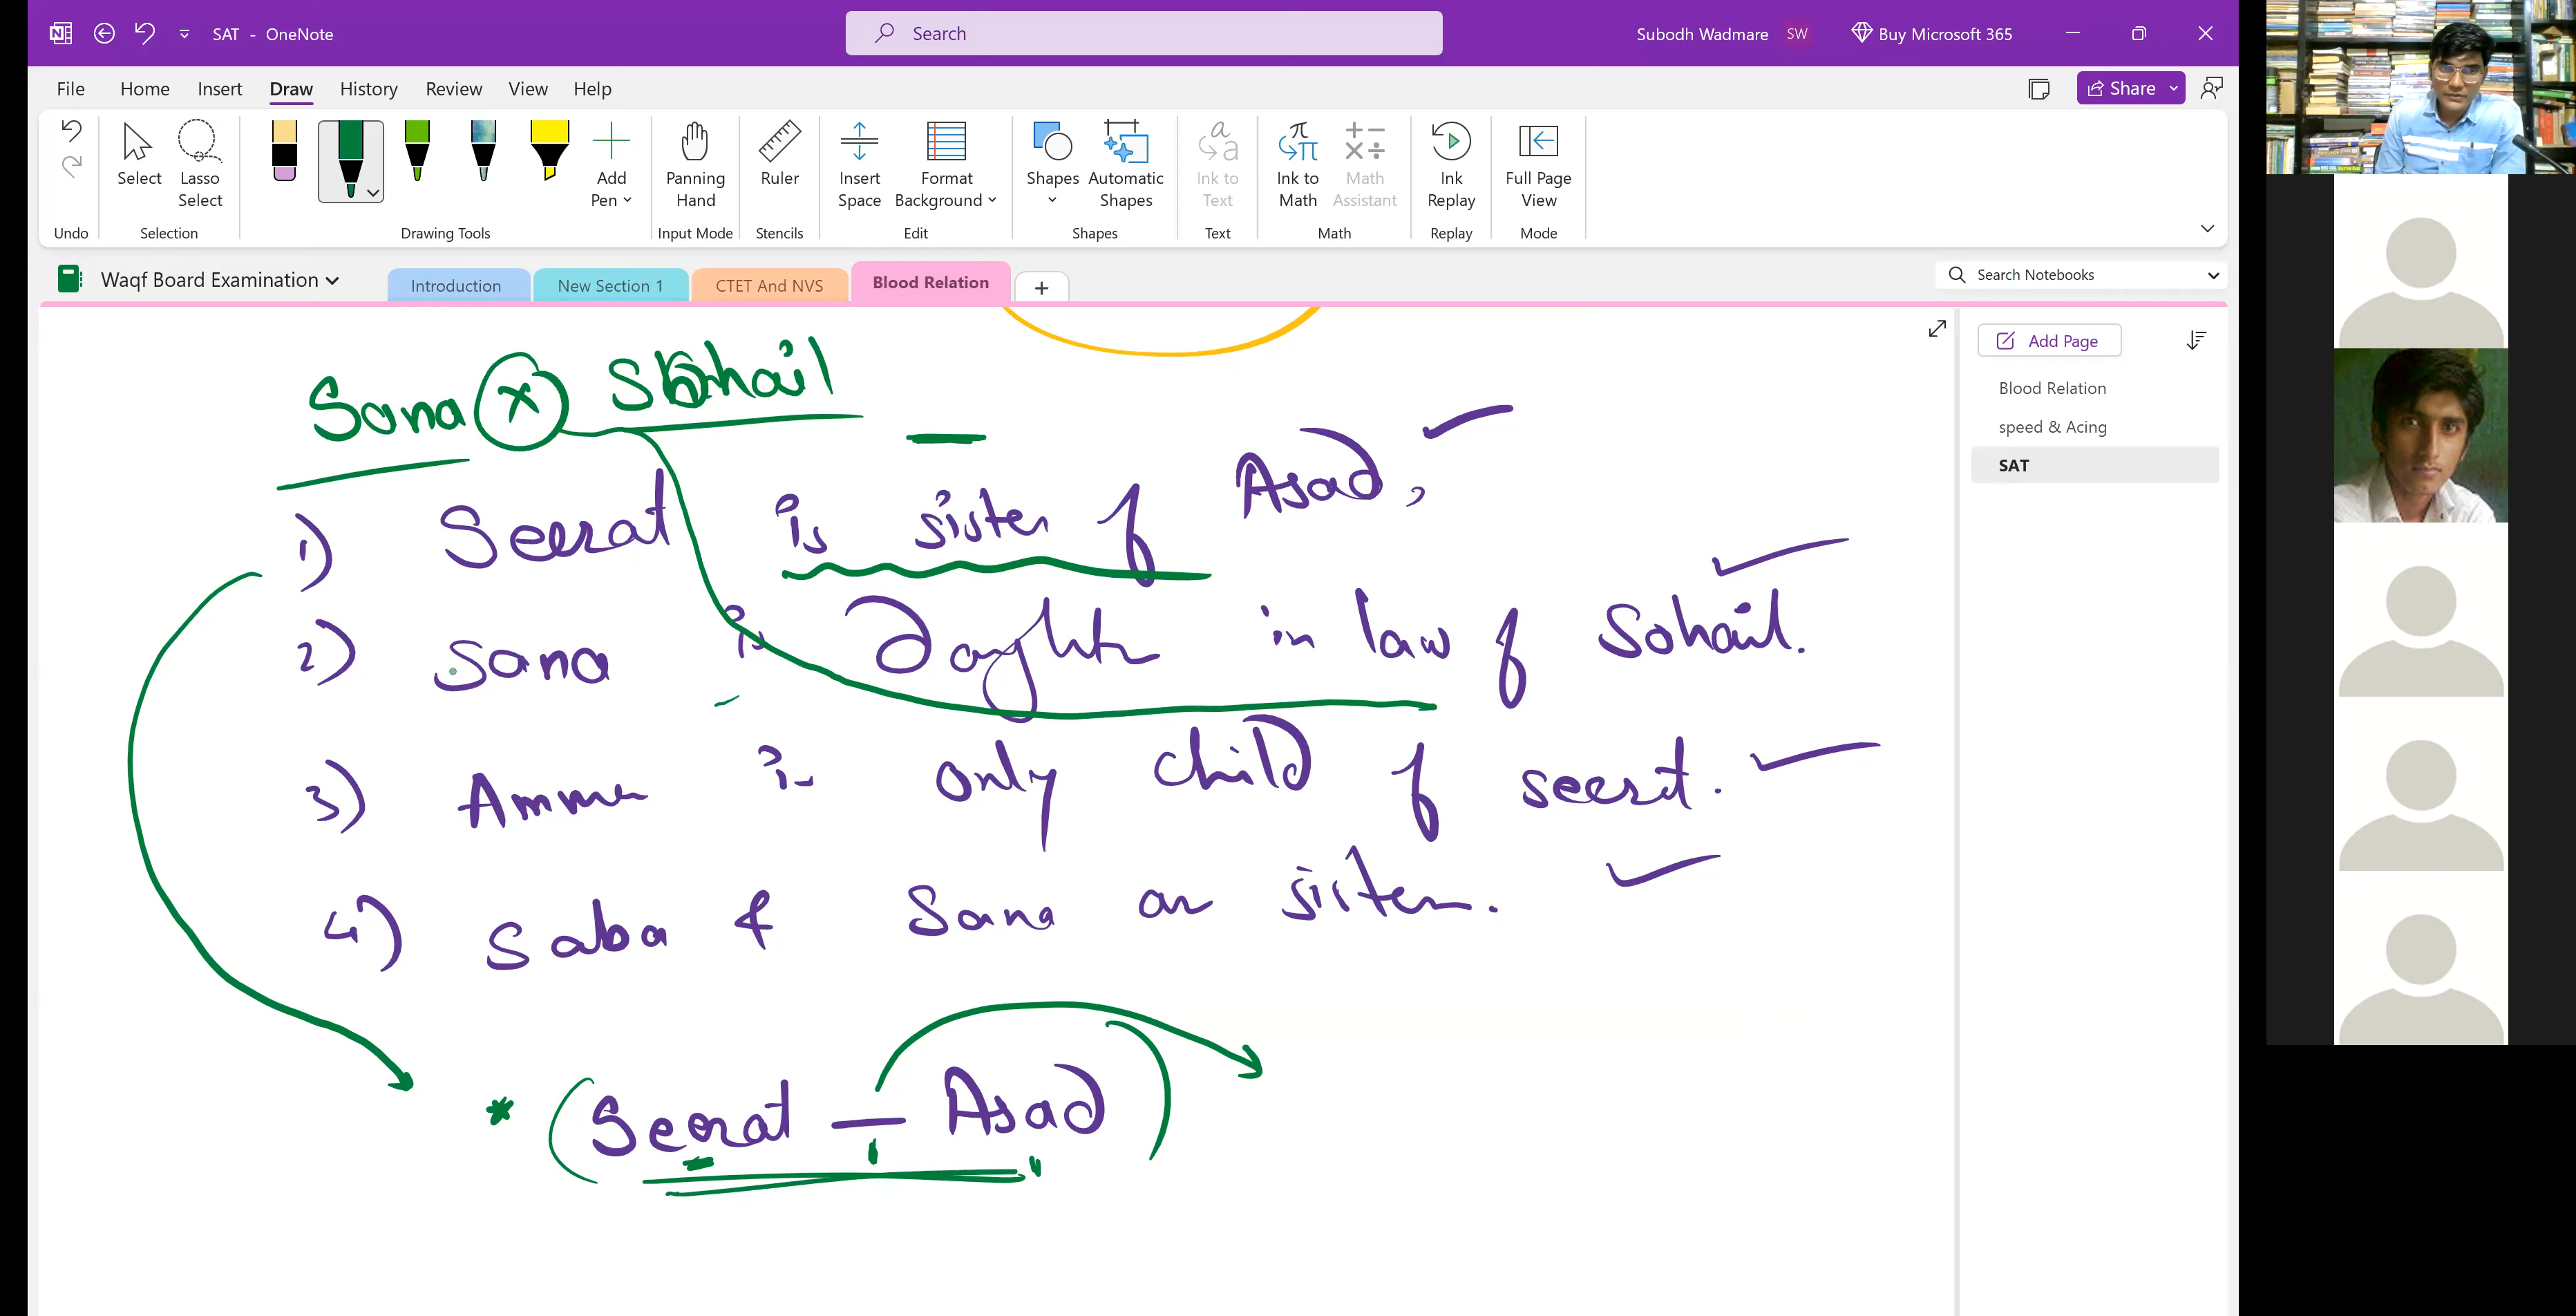 SAT - OneNote
Search
Subodh Wadmare SW
Buy Microsoft 365
File Home Insert Draw History Review View Help
Share
Select
Lasso Select
Add Pen
Panning Hand
Ruler
Insert Space
Format Background
Shapes
Automatic Shapes
Ink to Text
Ink to Math
Math Assistant
Ink Replay
Full Page View
Undo Selection Drawing Tools Input Mode Stencils Edit Shapes Text Math Replay Mode
Waqf Board Examination
Introduction New Section 1 CTET And NVS Blood Relation +
Search Notebooks
Add Page
Blood Relation
speed & Acing
SAT
Sana x Sohail
1) Seerat is sister of Asad,
2) Sana is Daughter in law of Sohail.
3) Ammar is only child of seerat.
4) Saba & Sana are sister.
* (Seerat — Asad)